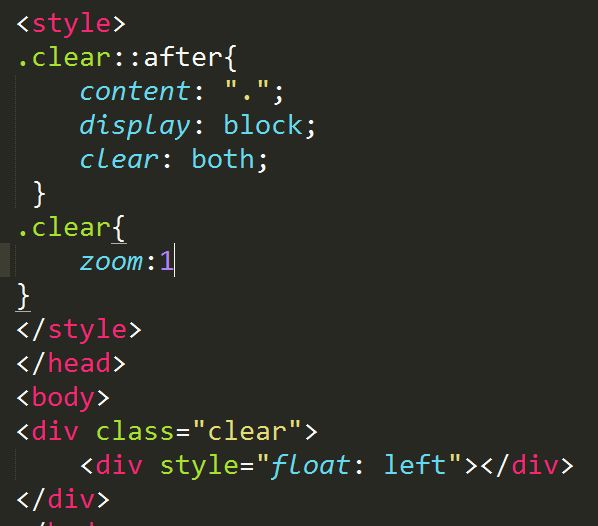 <style>
.clear::after{
    content: ".";
    display: block;
    clear: both;
 }
.clear{
    zoom:1
}
</style>
</head>
<body>
<div class="clear">
    <div style="float: left"></div>
</div>